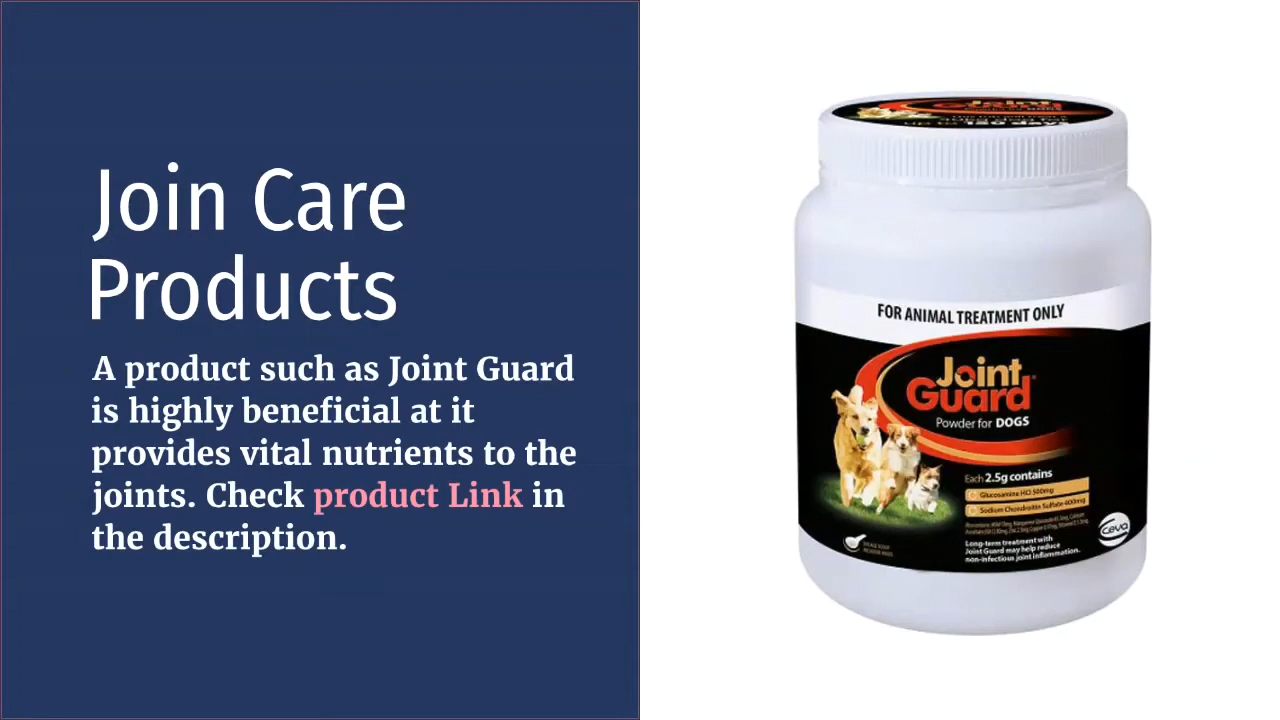 Join Care
Products
A product such as Joint Guard
is highly beneficial at it
provides vital nutrients to the
joints. Check product Link in
the description.
Joint
Guard
FOR ANIMAL TREATMENT ONLY
Joint
Guard
Powder for DOGS
Each 2.5g contains
Glucosamine HCl 500mg
Sodium Chondroitin Sulfate 400mg
Long-term treatment with
Joint Guard may help reduce
non-infectious joint inflammation.
ceva